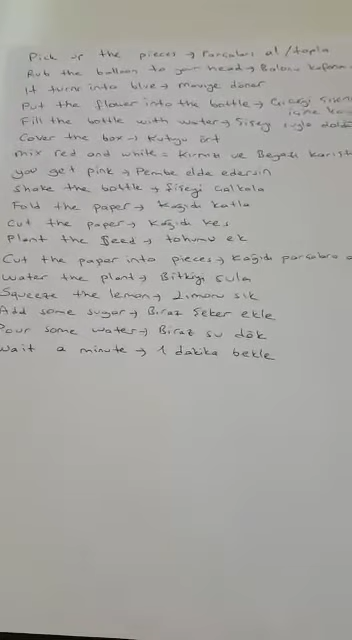 Pick up the pieces → Parçaları al / topla
Rub the balloon to your head → Balonu kafana
It turns into blue → maviye döner
Put the flower into the bottle → Çiçeği şişenin içine
Fill the bottle with water → Şişeyi suyla doldur
Cover the box → Kutuyu ört
mix red and white = Kırmızı ve Beyazı karıştır
you get pink → Pembe elde edersin
Shake the bottle → Şişeyi çalkala
Fold the paper → Kağıdı katla
Cut the paper → Kağıdı kes
Plant the seed → tohumu ek
Cut the paper into pieces → Kağıdı parçalara
water the plant → Bitkiyi sula
Squeeze the lemon → Limonu sık
Add some sugar → Biraz şeker ekle
Pour some water → Biraz su dök
wait a minute → 1 dakika bekle